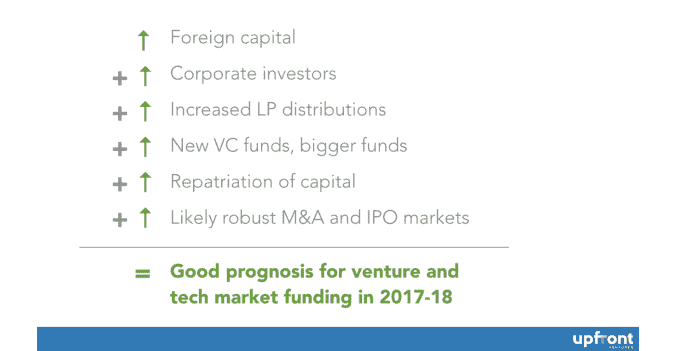 ↑ Foreign capital
+ ↑ Corporate investors
+ ↑ Increased LP distributions
+ ↑ New VC funds, bigger funds
+ ↑ Repatriation of capital
+ ↑ Likely robust M&A and IPO markets
= Good prognosis for venture and
tech market funding in 2017-18
upfront
VENTURES